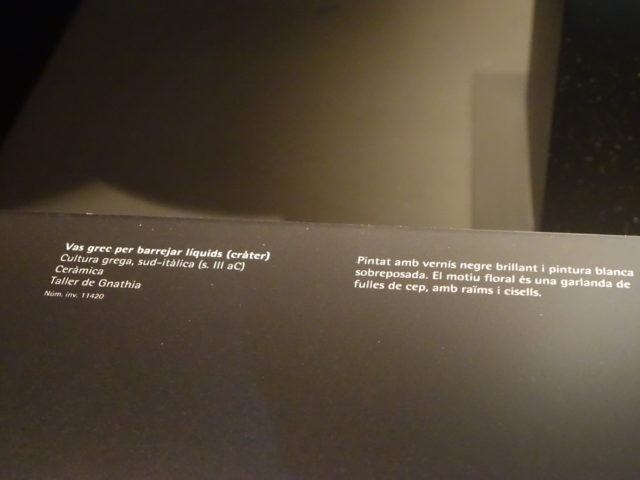 Vas grec per barrejar líquids (cràter)
Cultura grega, sud-itàlica (s. III aC)
Ceràmica
Taller de Gnathia
Núm. inv. 11420
Pintat amb vernís negre brillant i pintura blanca
sobreposada. El motiu floral és una garlanda de
fulles de cep, amb raïms i cisells.